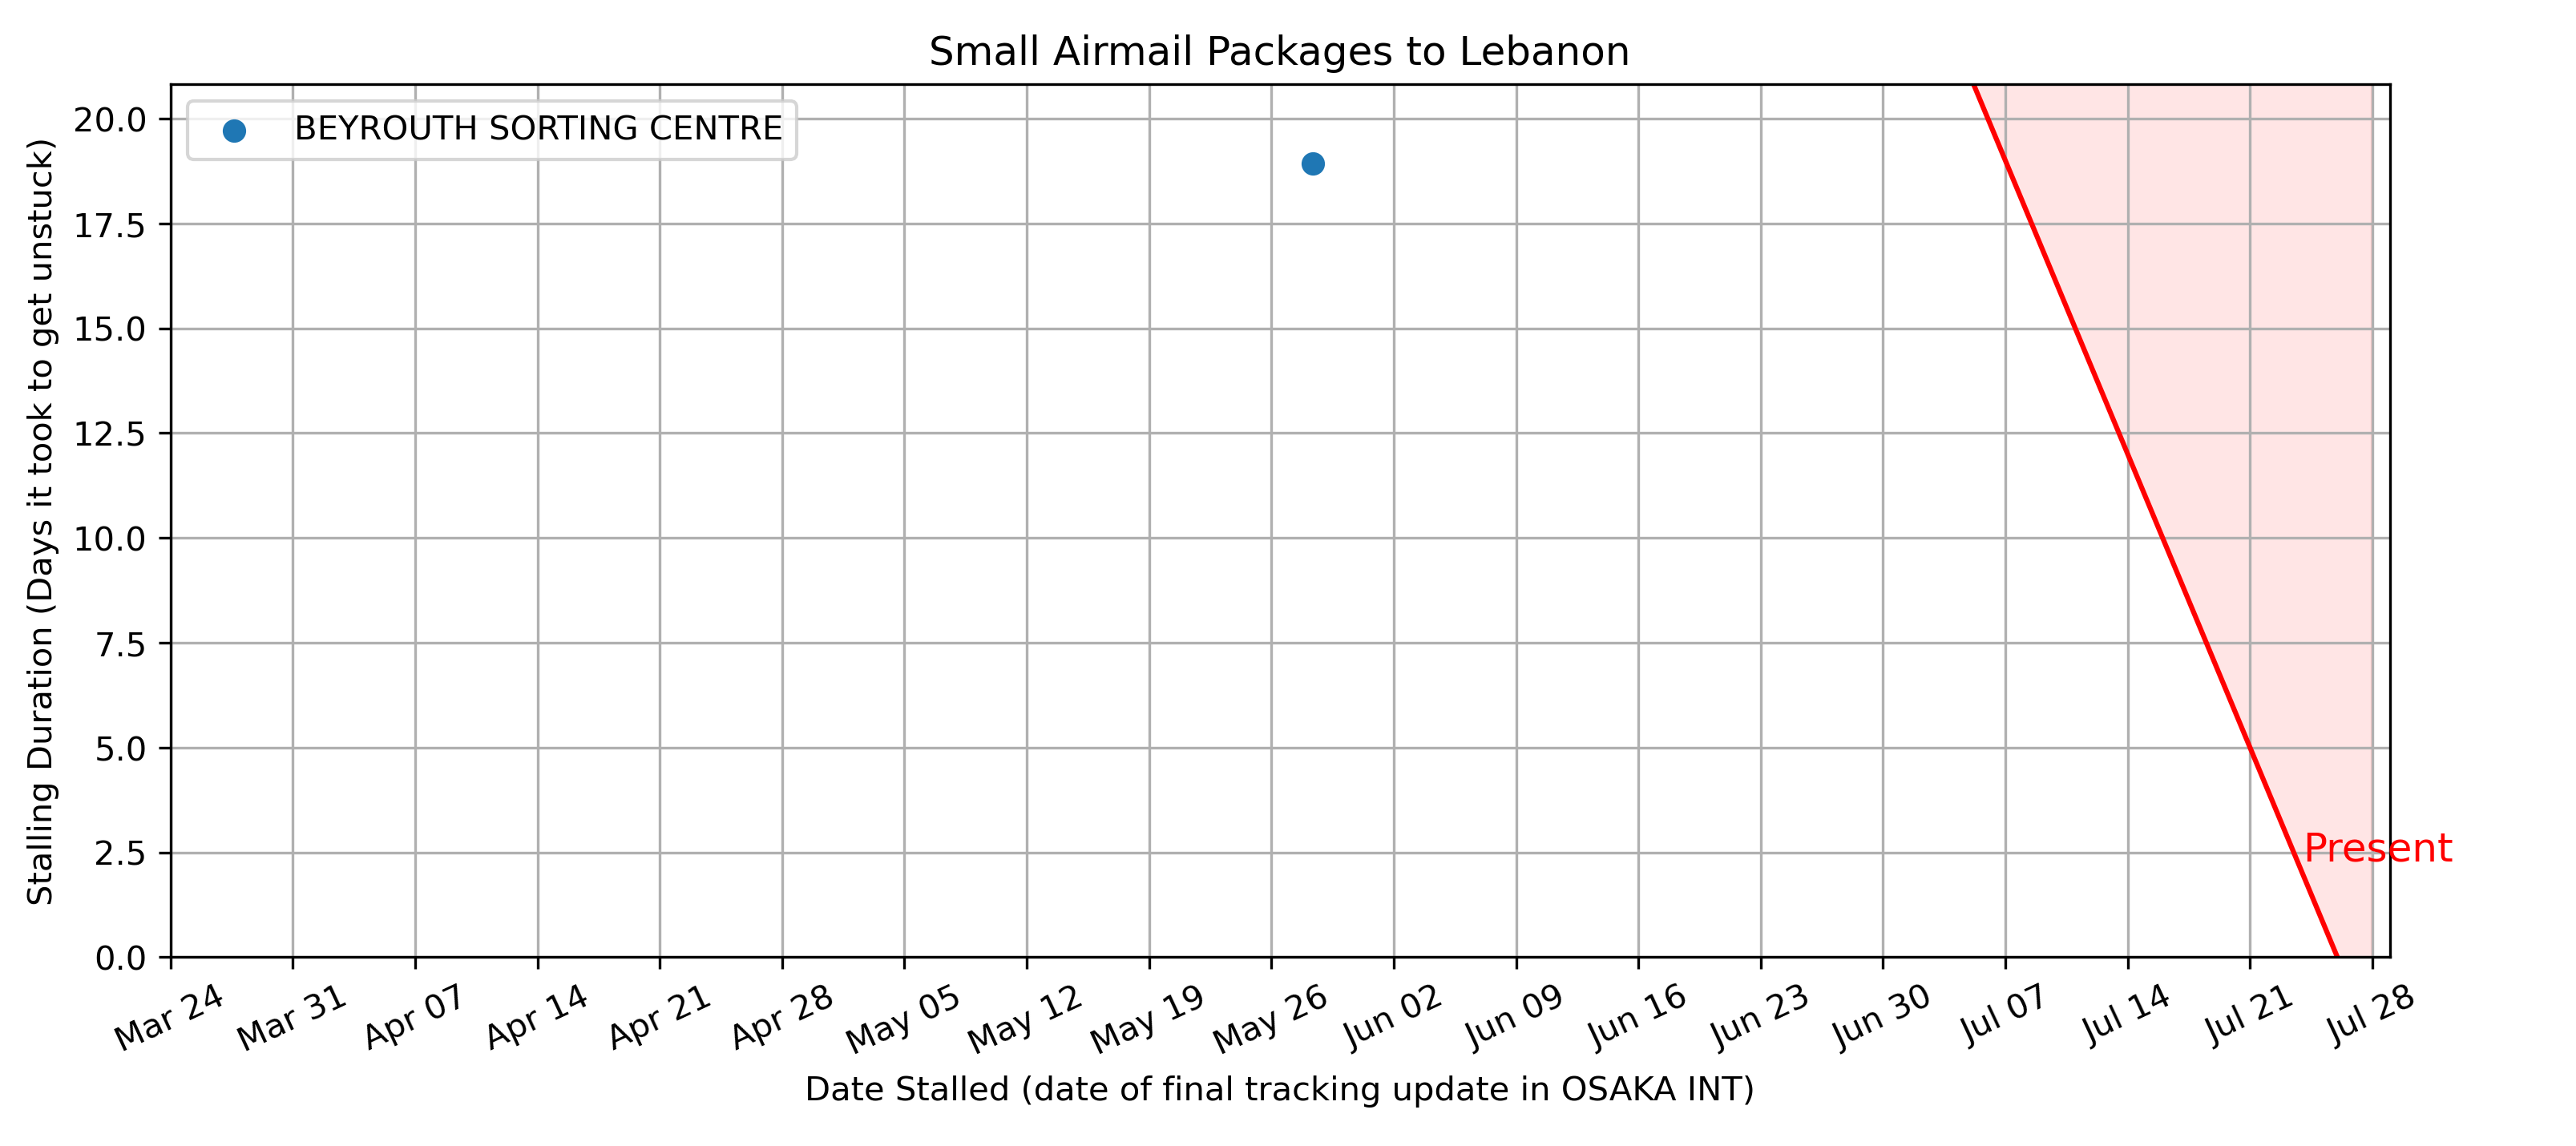 Small Airmail Packages to Lebanon
BEYROUTH SORTING CENTRE
Stalling Duration (Days it took to get unstuck)
20.0
17.5
15.0
12.5
10.0
7.5
5.0
2.5
0.0
Present
Mar 24 Mar 31 Apr 07 Apr 14 Apr 21 Apr 28 May 05 May 12 May 19 May 26 Jun 02 Jun 09 Jun 16 Jun 23 Jun 30 Jul 07 Jul 14 Jul 21 Jul 28
Date Stalled (date of final tracking update in OSAKA INT)